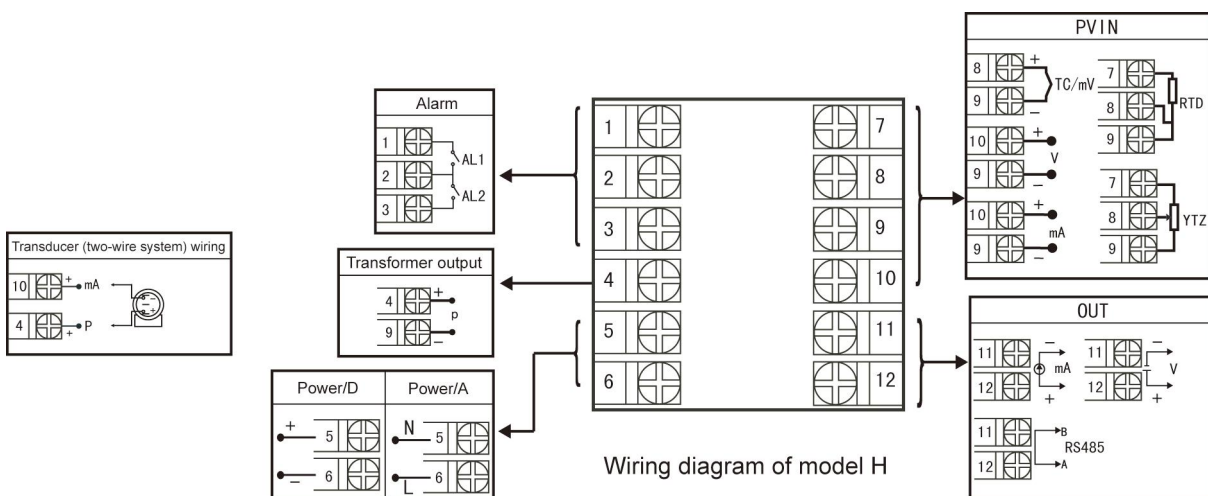 Transducer (two-wire system) wiring
10 + mA
4 + P
Alarm
1
2
3
AL1
AL2
Transformer output
4 +
p
9 −
Power/D Power/A
+ 5 N 5
− 6 L 6
1 7
2 8
3 9
4 10
5 11
6 12
Wiring diagram of model H
PVIN
8 +
TC/mV
9 −
10 +
V
9 −
10 +
mA
9 −
7
8 RTD
9
7
8 YTZ
9
OUT
11 −
mA
12 +
11 −
V
12 +
11 B
RS485
12 A